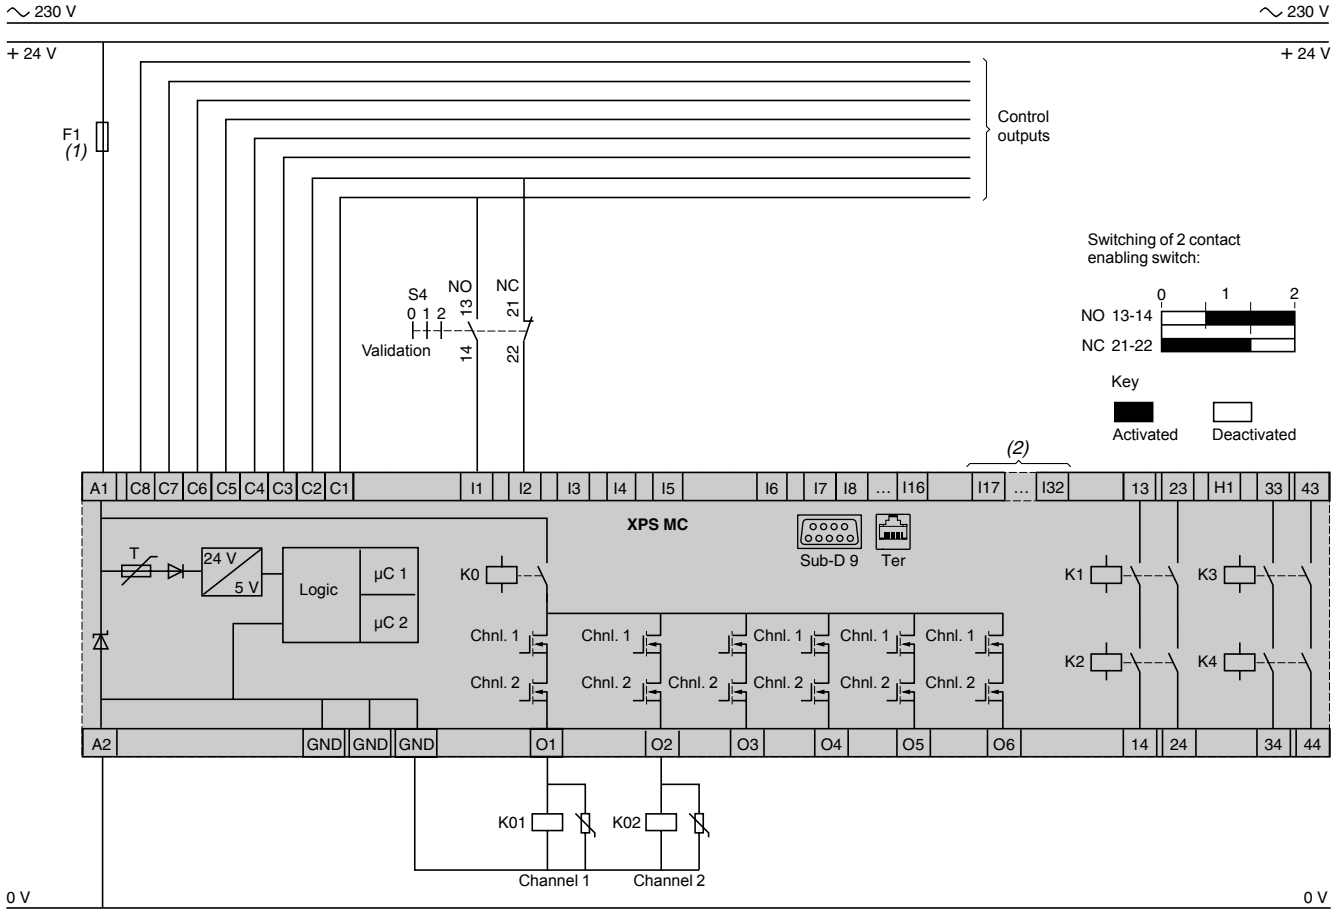 230 V 230 V
+ 24 V + 24 V
F1
(1)
Control
outputs
Switching of 2 contact
enabling switch:
0 1 2
NO 13-14
NC 21-22
Key
Activated Deactivated
S4 NO NC
0 1 2 13 21
Validation 14 22
(2)
A1 C8 C7 C6 C5 C4 C3 C2 C1 I1 I2 I3 I4 I5 I6 I7 I8 ... I16 I17 ... I32 13 23 H1 33 43
XPS MC
Sub-D 9 Ter
T 24 V
5 V
Logic µC 1
µC 2
K0 K1 K3
Chnl. 1 Chnl. 1 Chnl. 1 Chnl. 1 Chnl. 1
K2 K4
Chnl. 2 Chnl. 2 Chnl. 2 Chnl. 2 Chnl. 2 Chnl. 2
A2 GND GND GND O1 O2 O3 O4 O5 O6 14 24 34 44
K01 K02
Channel 1 Channel 2
0 V 0 V